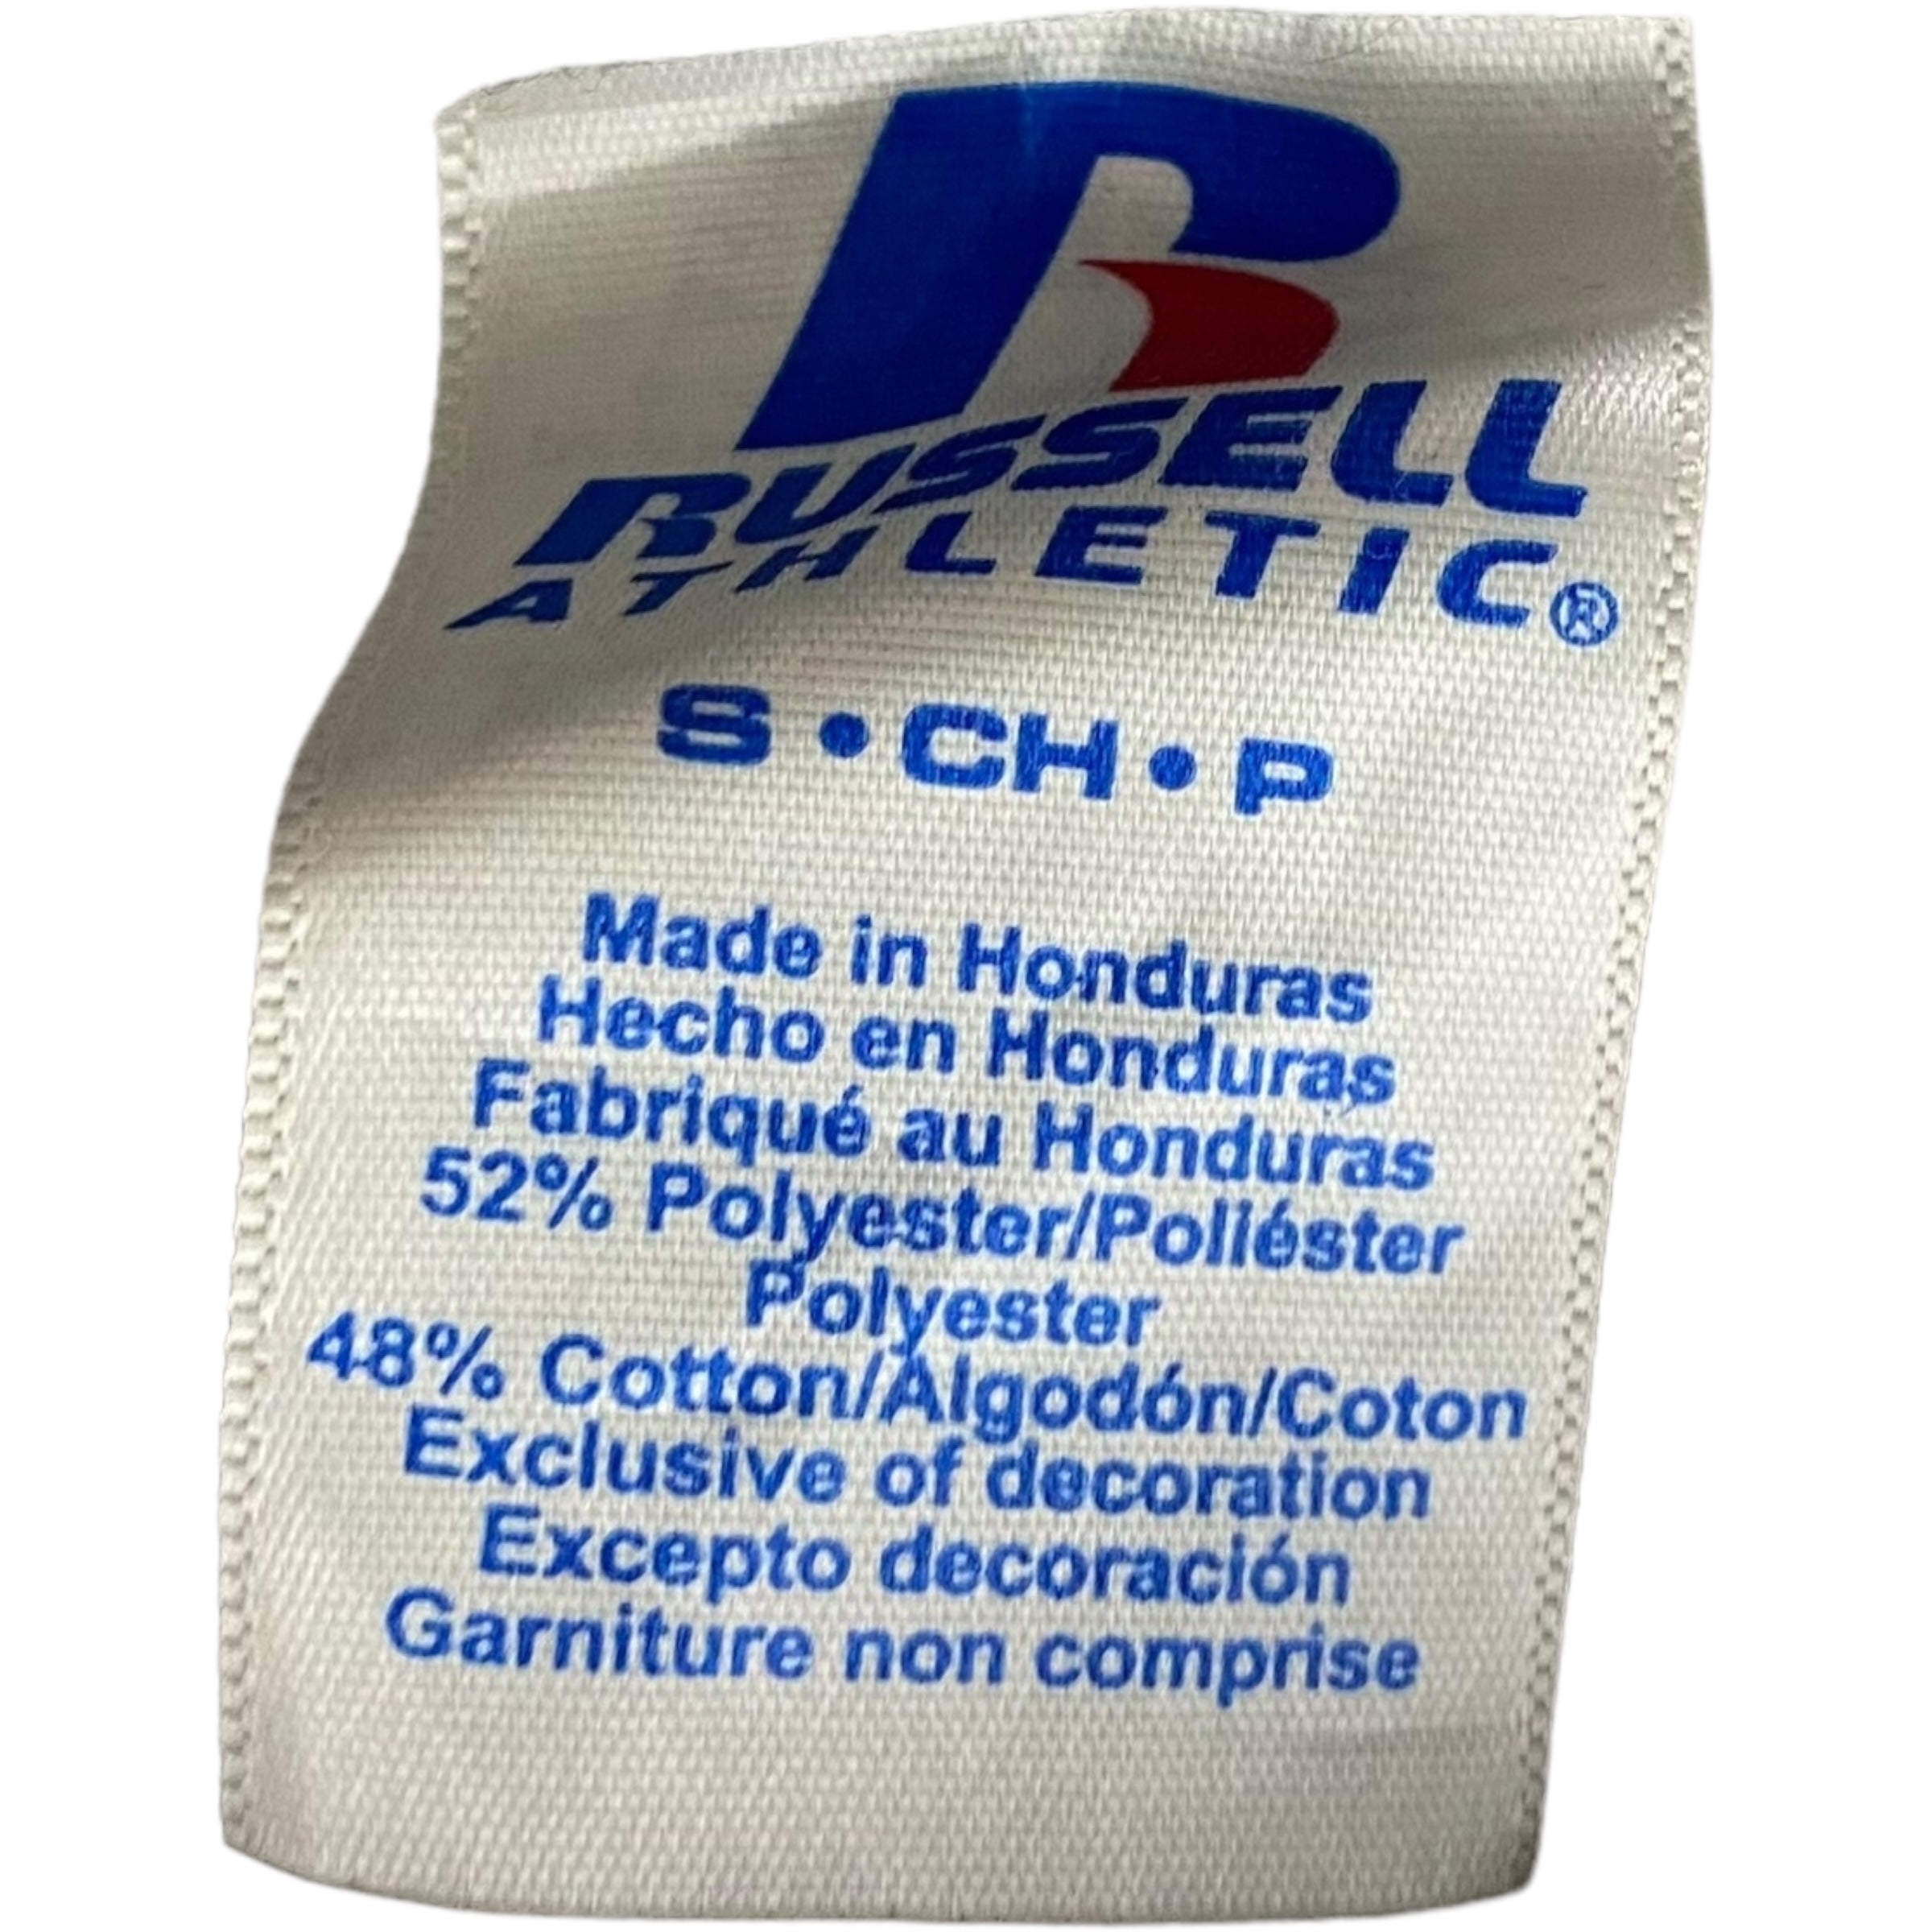 R
RUSSELL
ATHLETIC®
S • CH • P
Made in Honduras
Hecho en Honduras
Fabriqué au Honduras
52% Polyester/Poliéster
Polyester
48% Cotton/Algodón/Coton
Exclusive of decoration
Excepto decoración
Garniture non comprise